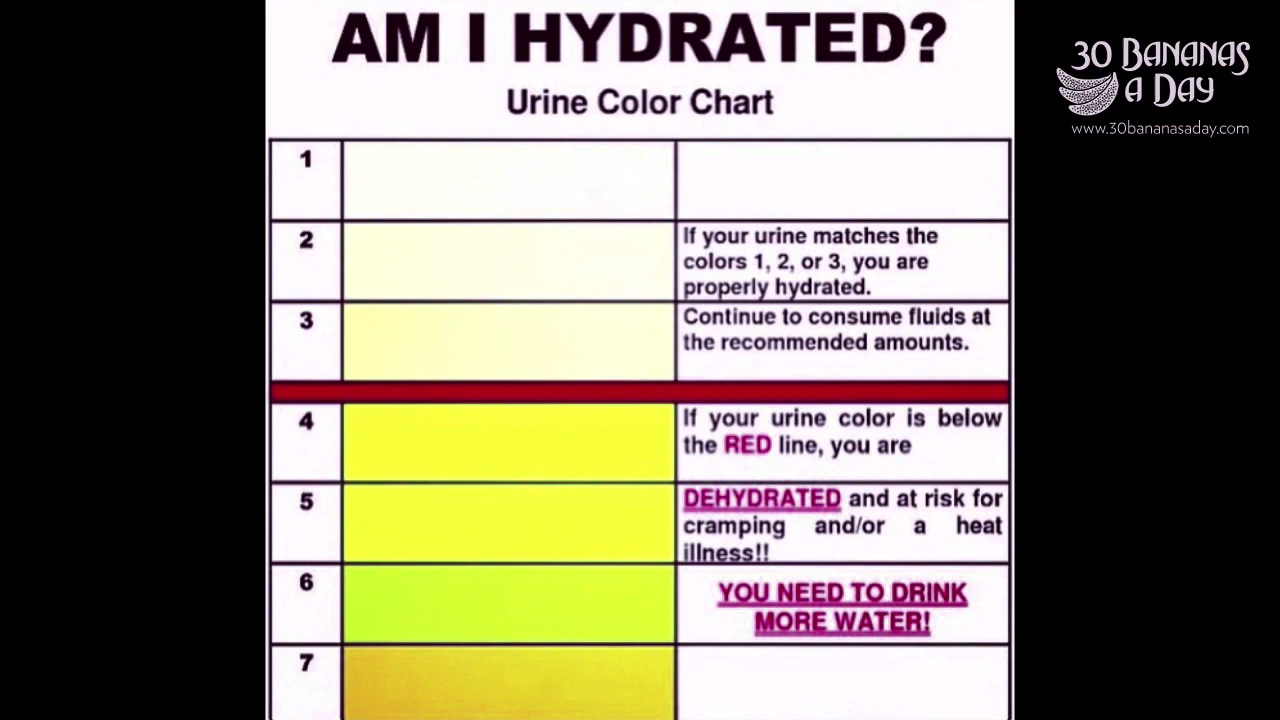 AM I HYDRATED?
Urine Color Chart
30 BANANAS
A DAY
www.30bananasaday.com
1
2
If your urine matches the
colors 1, 2, or 3, you are
properly hydrated.
3
Continue to consume fluids at
the recommended amounts.
4
If your urine color is below
the RED line, you are
5
DEHYDRATED and at risk for
cramping and/or a heat
illness!!
6
YOU NEED TO DRINK
MORE WATER!
7